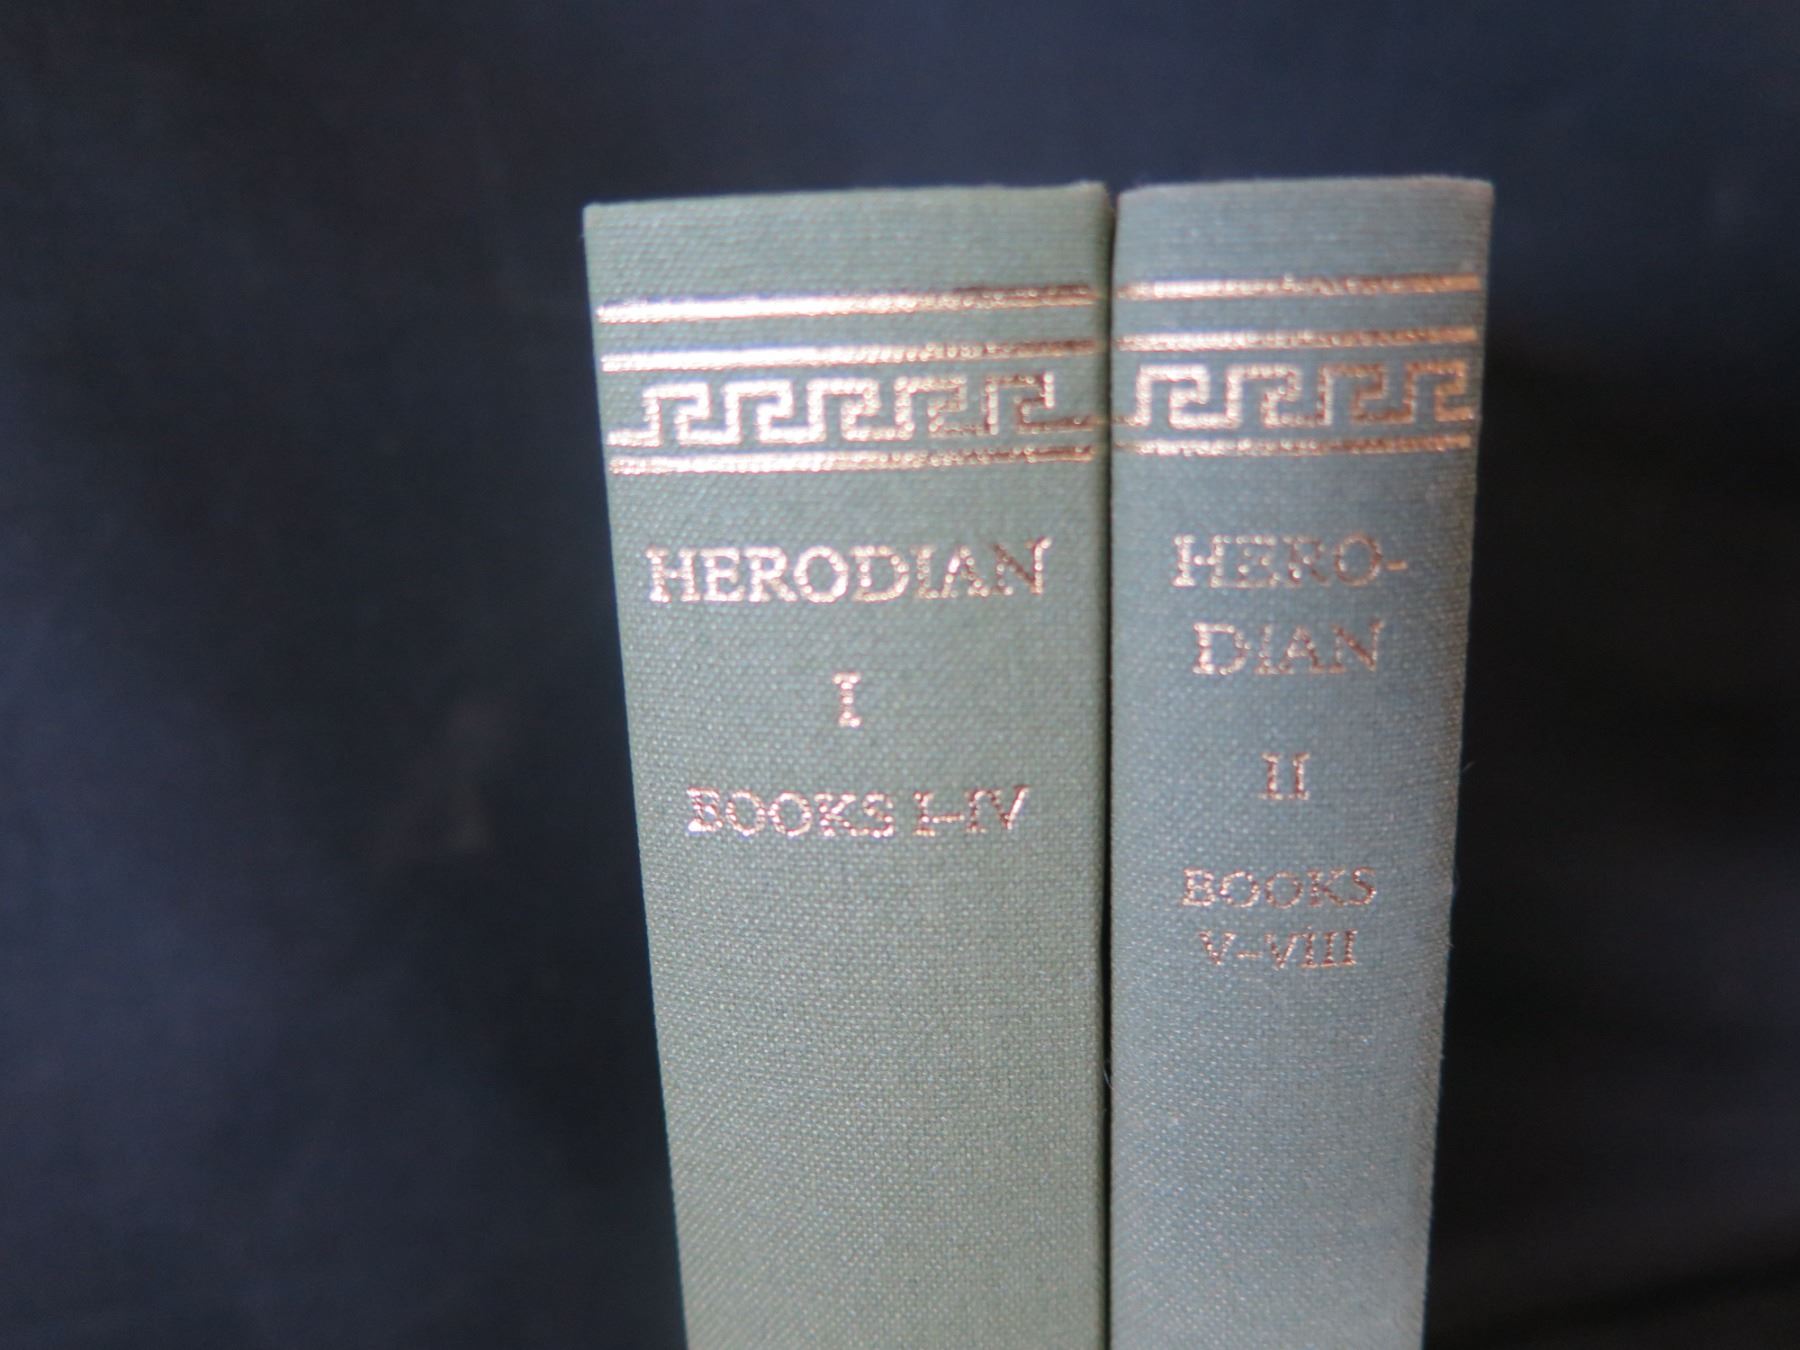 HERODIAN
I
BOOKS I–IV
HERO-
DIAN
II
BOOKS
V–VIII